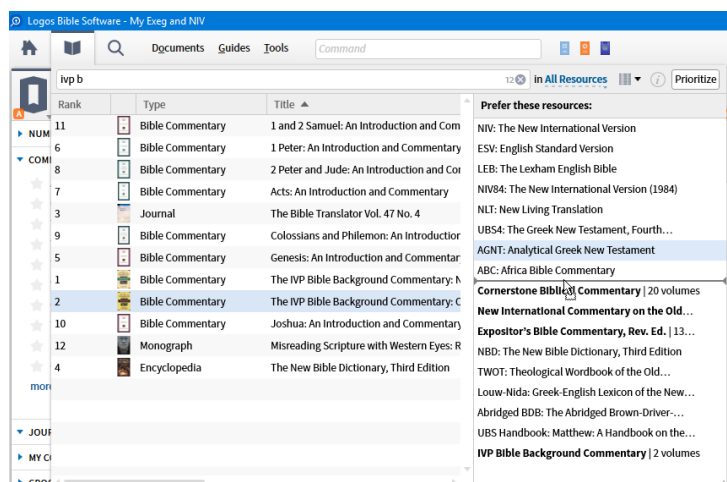 Logos Bible Software - My Exeg and NIV
Documents Guides Tools Command
ivp b 12 in All Resources Prioritize
Rank Type Title
11 Bible Commentary 1 and 2 Samuel: An Introduction and Com
6 Bible Commentary 1 Peter: An Introduction and Commentary
8 Bible Commentary 2 Peter and Jude: An Introduction and Co
7 Bible Commentary Acts: An Introduction and Commentary
3 Journal The Bible Translator Vol. 47 No. 4
9 Bible Commentary Colossians and Philemon: An Introduction
5 Bible Commentary Genesis: An Introduction and Commentar
1 Bible Commentary The IVP Bible Background Commentary: N
2 Bible Commentary The IVP Bible Background Commentary: C
10 Bible Commentary Joshua: An Introduction and Commentary
12 Monograph Misreading Scripture with Western Eyes: R
4 Encyclopedia The New Bible Dictionary, Third Edition
Prefer these resources:
NIV: The New International Version
ESV: English Standard Version
LEB: The Lexham English Bible
NIV84: The New International Version (1984)
NLT: New Living Translation
UBS4: The Greek New Testament, Fourth…
AGNT: Analytical Greek New Testament
ABC: Africa Bible Commentary
Cornerstone Biblical Commentary | 20 volumes
New International Commentary on the Old…
Expositor's Bible Commentary, Rev. Ed. | 13…
NBD: The New Bible Dictionary, Third Edition
TWOT: Theological Wordbook of the Old…
Louw-Nida: Greek-English Lexicon of the New…
Abridged BDB: The Abridged Brown-Driver-…
UBS Handbook: Matthew: A Handbook on the…
IVP Bible Background Commentary | 2 volumes
A
NUM
COM
mor
JOUR
MY C